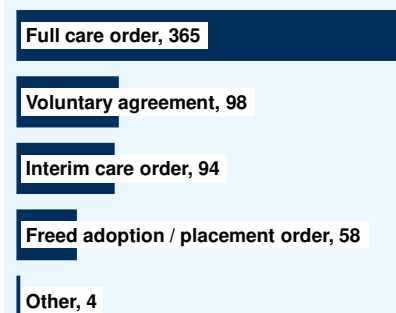 Full care order, 365
Voluntary agreement, 98
Interim care order, 94
Freed adoption / placement order, 58
Other, 4